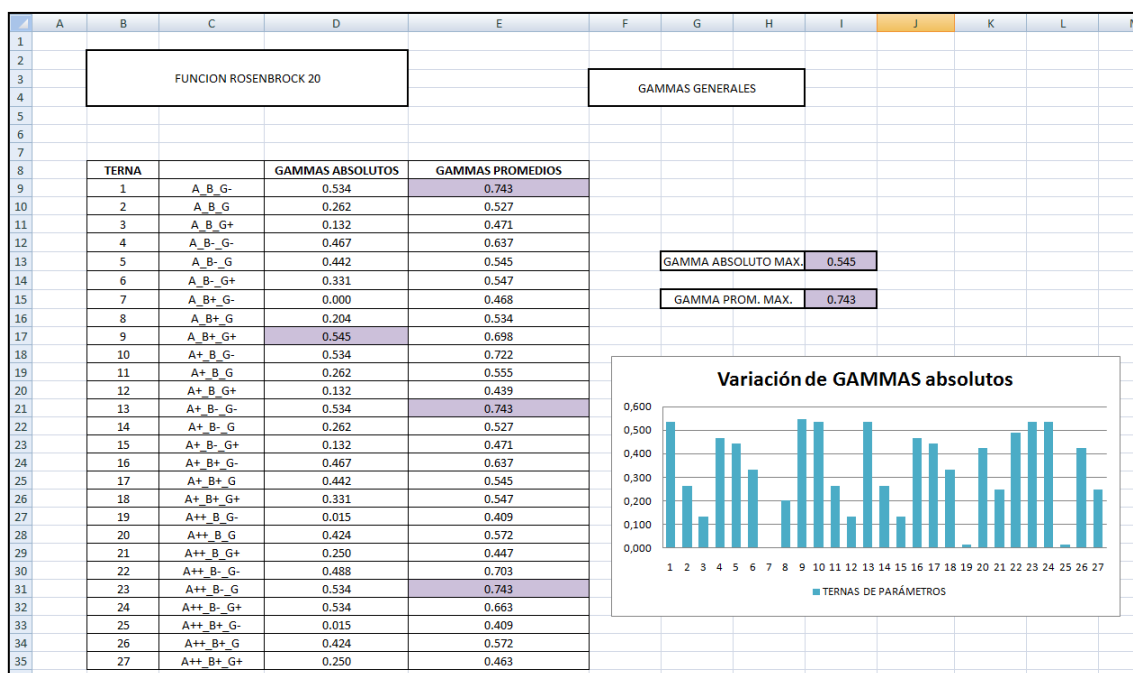 A B C D E F G H I J K L
1
2
3 FUNCION ROSENBROCK 20
4 GAMMAS GENERALES
5
6
7
8 TERNA GAMMAS ABSOLUTOS GAMMAS PROMEDIOS
9 1 A_B_G- 0.534 0.743
10 2 A_B_G 0.262 0.527
11 3 A_B_G+ 0.132 0.471
12 4 A_B-_G- 0.467 0.637
13 5 A_B-_G 0.442 0.545 GAMMA ABSOLUTO MAX. 0.545
14 6 A_B-_G+ 0.331 0.547
15 7 A_B+_G- 0.000 0.468 GAMMA PROM. MAX. 0.743
16 8 A_B+_G 0.204 0.534
17 9 A_B+_G+ 0.545 0.698
18 10 A+_B_G- 0.534 0.722
19 11 A+_B_G 0.262 0.555
20 12 A+_B_G+ 0.132 0.439
21 13 A+_B-_G- 0.534 0.743
22 14 A+_B-_G 0.262 0.527
23 15 A+_B-_G+ 0.132 0.471
24 16 A+_B+_G- 0.467 0.637
25 17 A+_B+_G 0.442 0.545
26 18 A+_B+_G+ 0.331 0.547
27 19 A++_B_G- 0.015 0.409
28 20 A++_B_G 0.424 0.572
29 21 A++_B_G+ 0.250 0.447
30 22 A++_B-_G- 0.488 0.703
31 23 A++_B-_G 0.534 0.743
32 24 A++_B-_G+ 0.534 0.663
33 25 A++_B+_G- 0.015 0.409
34 26 A++_B+_G 0.424 0.572
35 27 A++_B+_G+ 0.250 0.463
Variación de GAMMAS absolutos
0,600
0,500
0,400
0,300
0,200
0,100
0,000
1 2 3 4 5 6 7 8 9 10 11 12 13 14 15 16 17 18 19 20 21 22 23 24 25 26 27
TERNAS DE PARÁMETROS